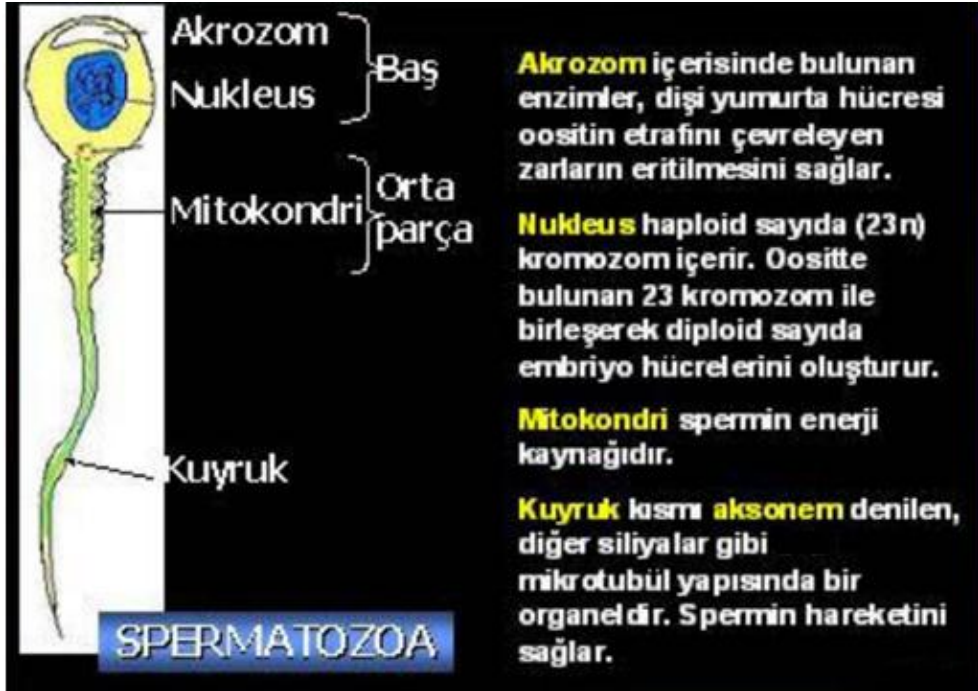 Akrozom
Nukleus
Baş
Mitokondri
Orta
parça
Kuyruk
SPERMATOZOA
Akrozom içerisinde bulunan
enzimler, dişi yumurta hücresi
oositin etrafını çevreleyen
zarların eritilmesini sağlar.
Nukleus haploid sayıda (23n)
kromozom içerir. Oositte
bulunan 23 kromozom ile
birleşerek diploid sayıda
embriyo hücrelerini oluşturur.
Mitokondri spermin enerji
kaynağıdır.
Kuyruk kısmı aksonem denilen,
diğer siliyalar gibi
mikrotubül yapısında bir
organeldir. Spermin hareketini
sağlar.